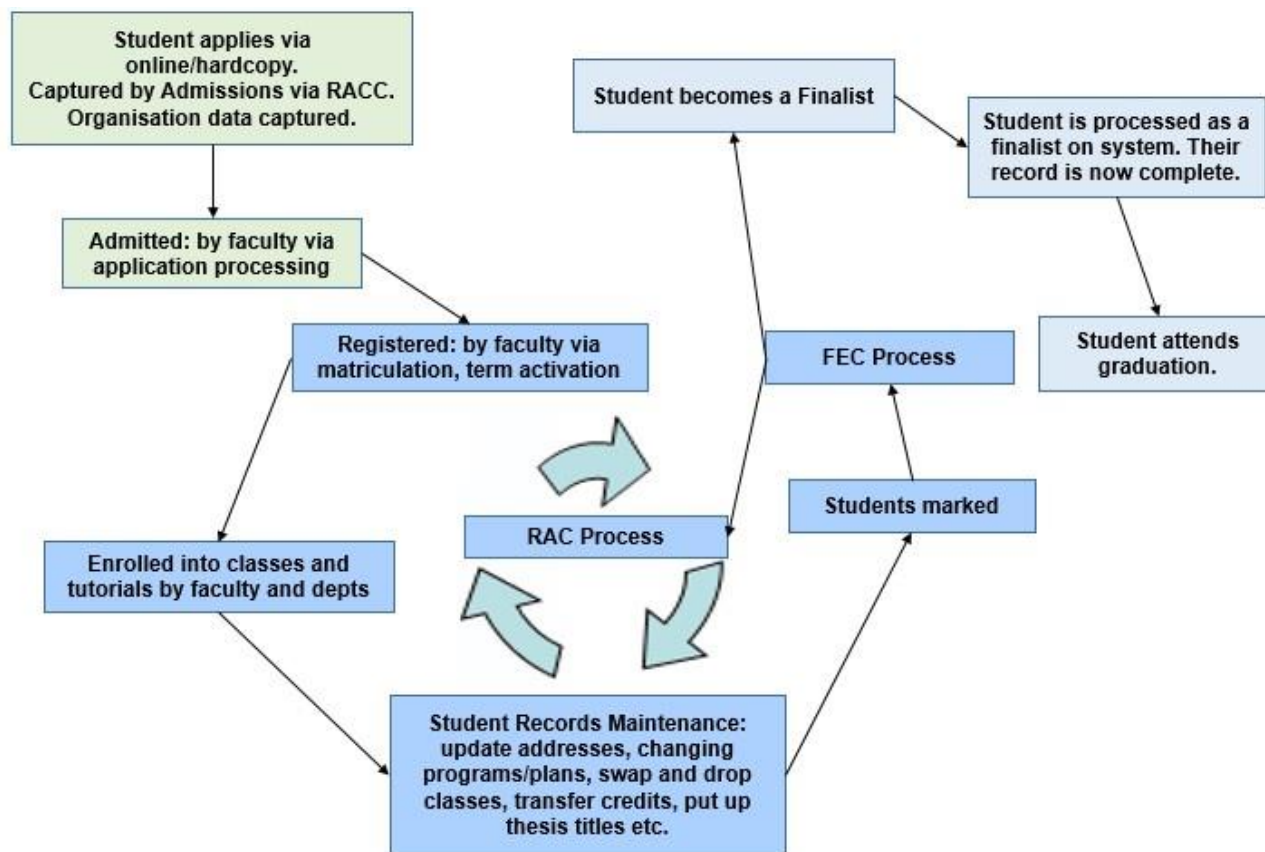 Student applies via
online/hardcopy.
Captured by Admissions via RACC.
Organisation data captured.
Admitted: by faculty via
application processing
Registered: by faculty via
matriculation, term activation
Enrolled into classes and
tutorials by faculty and depts
Student Records Maintenance:
update addresses, changing
programs/plans, swap and drop
classes, transfer credits, put up
thesis titles etc.
RAC Process
Students marked
FEC Process
Student becomes a Finalist
Student is processed as a
finalist on system. Their
record is now complete.
Student attends
graduation.